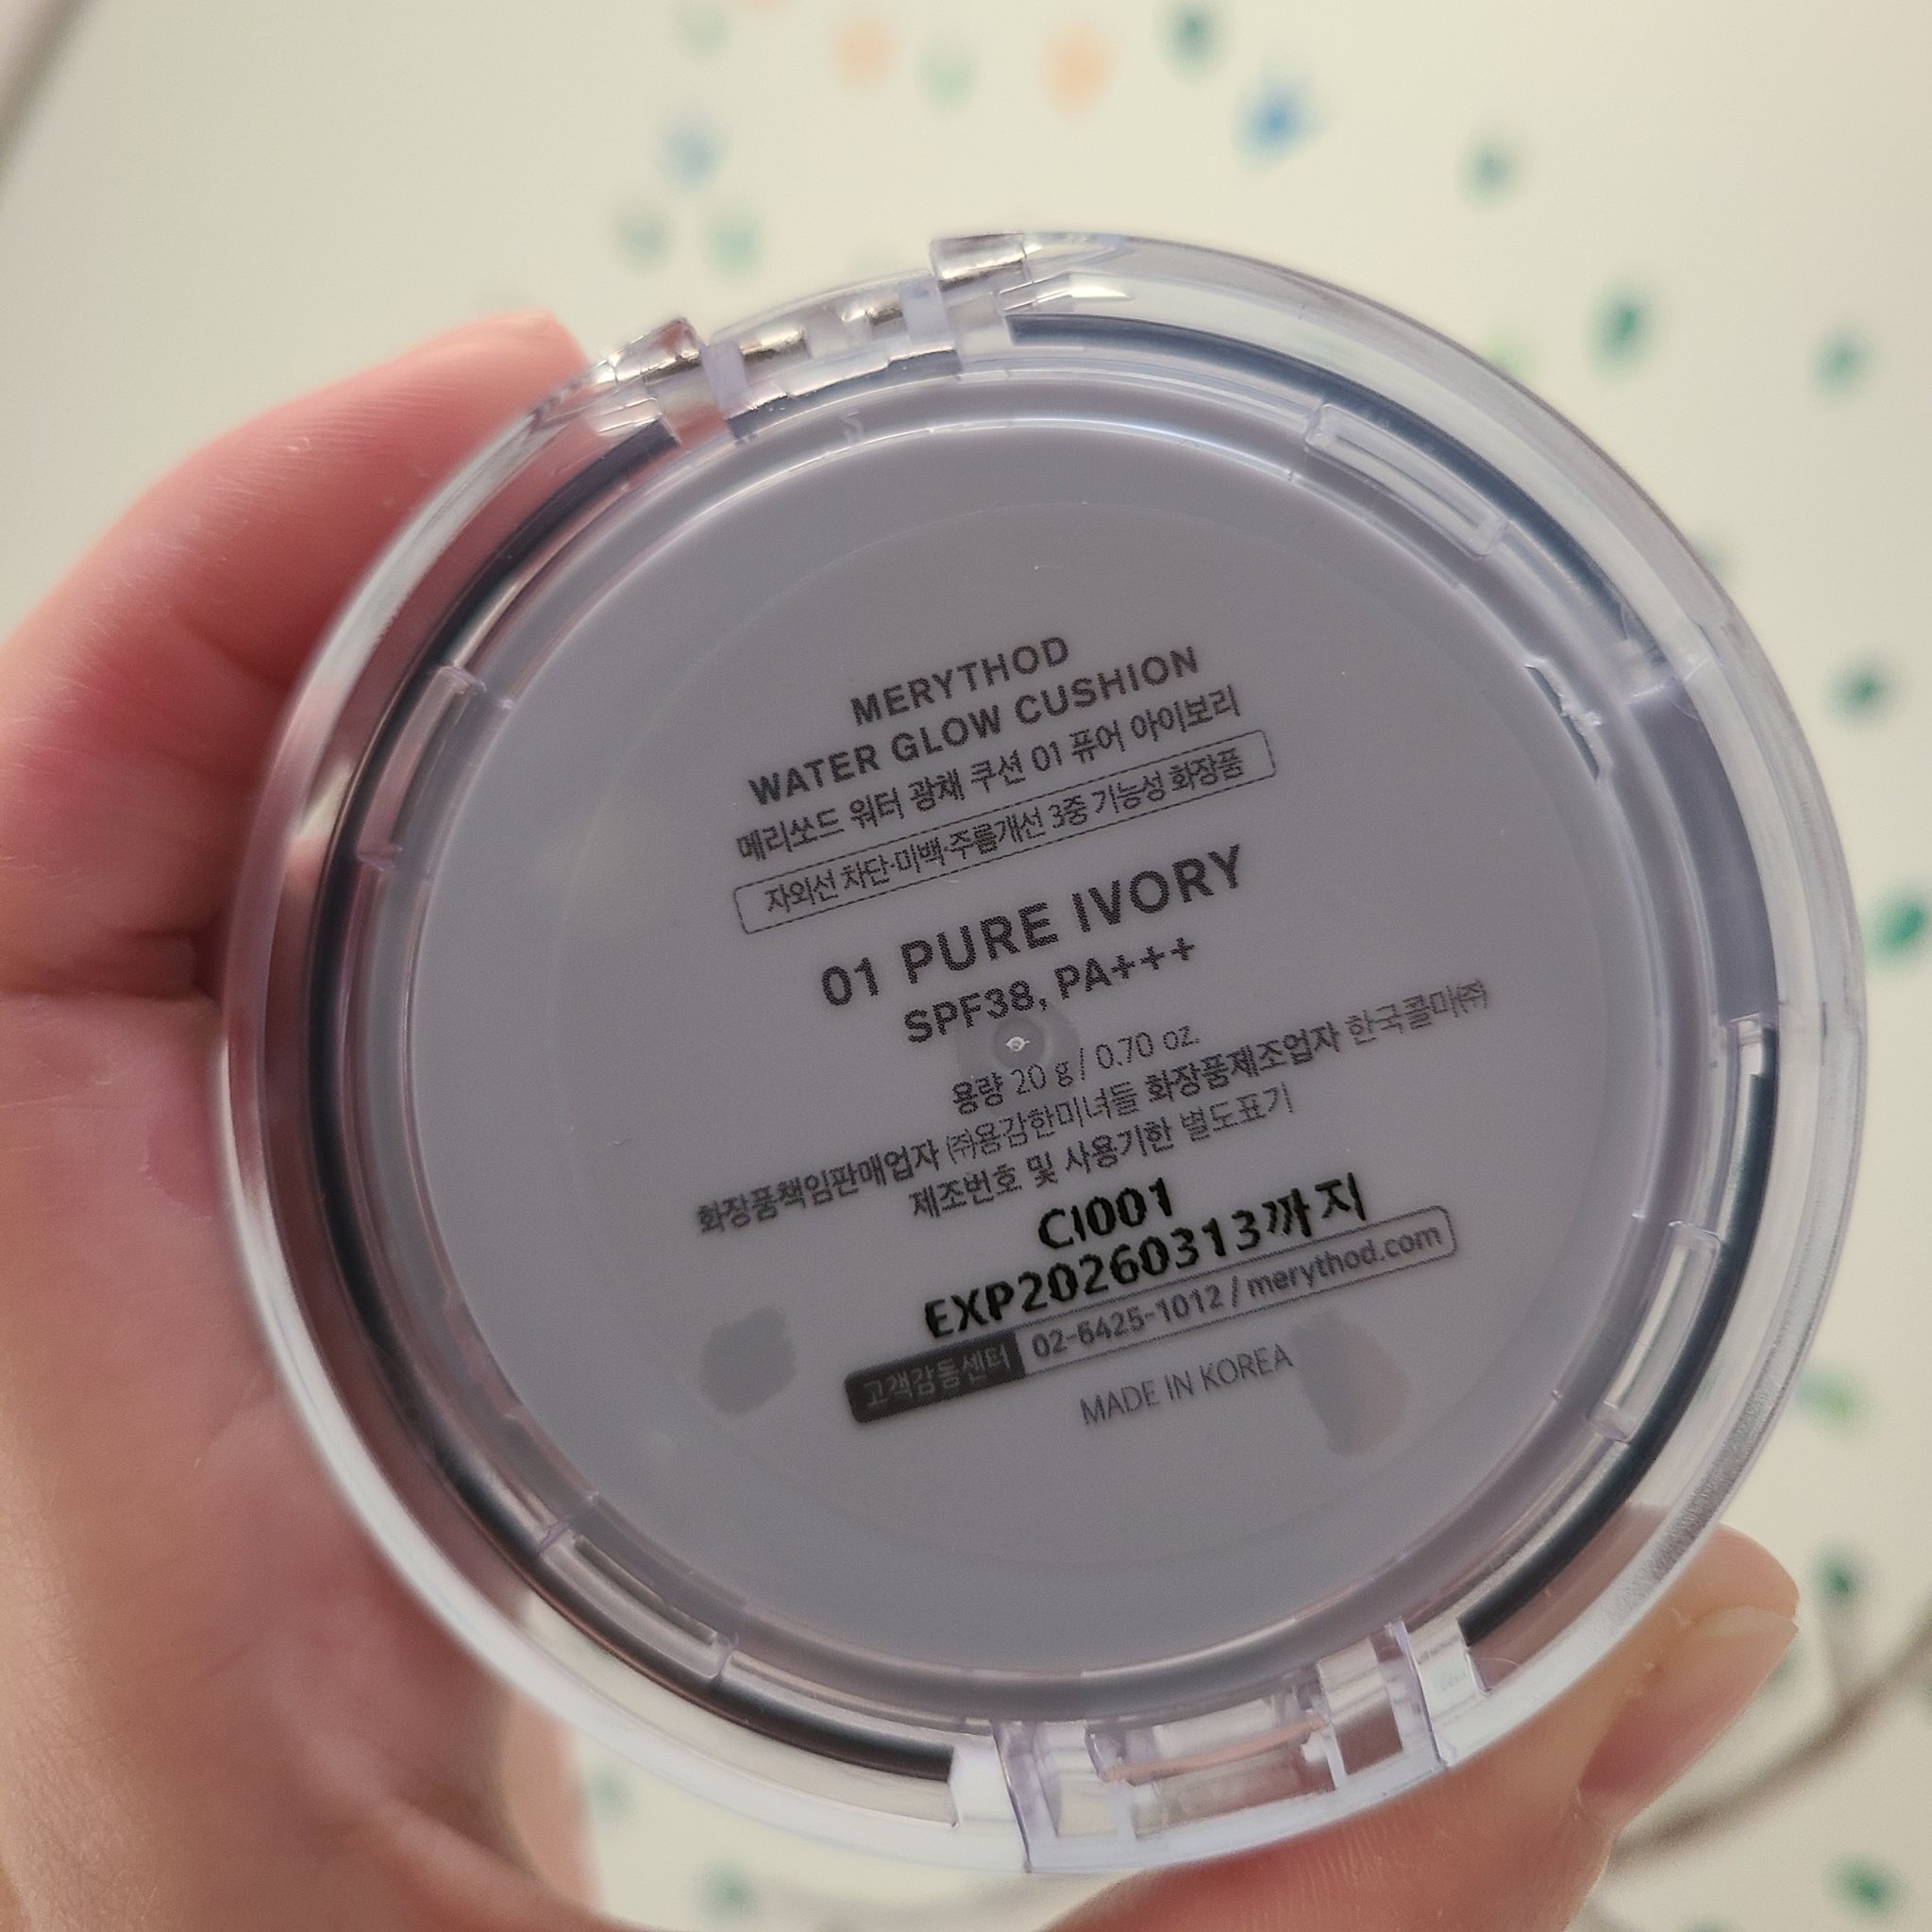 MERYTHOD
WATER GLOW CUSHION
메리쏘드 워터 광채 쿠션 01 퓨어 아이보리
자외선 차단·미백·주름개선 3중 기능성 화장품
01 PURE IVORY
SPF38, PA+++
용량 20 g / 0.70 oz.
화장품책임판매업자 ㈜용감한미녀들 화장품제조업자 한국콜마㈜
제조번호 및 사용기한 별도표기
CI001
EXP20260313까지
고객감동센터 02-6425-1012 / merythod.com
MADE IN KOREA